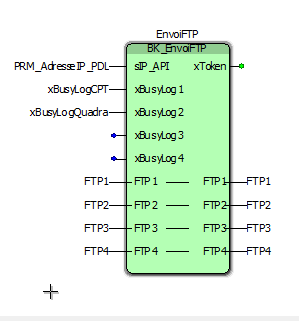 EnvoiFTP
BK_EnvoiFTP
PRM_AdresseIP_PDL sIP_API xToken
xBusyLogCPT xBusyLog1
xBusyLogQuadra xBusyLog2
xBusyLog3
xBusyLog4
FTP1 FTP1 FTP1 FTP1
FTP2 FTP2 FTP2 FTP2
FTP3 FTP3 FTP3 FTP3
FTP4 FTP4 FTP4 FTP4